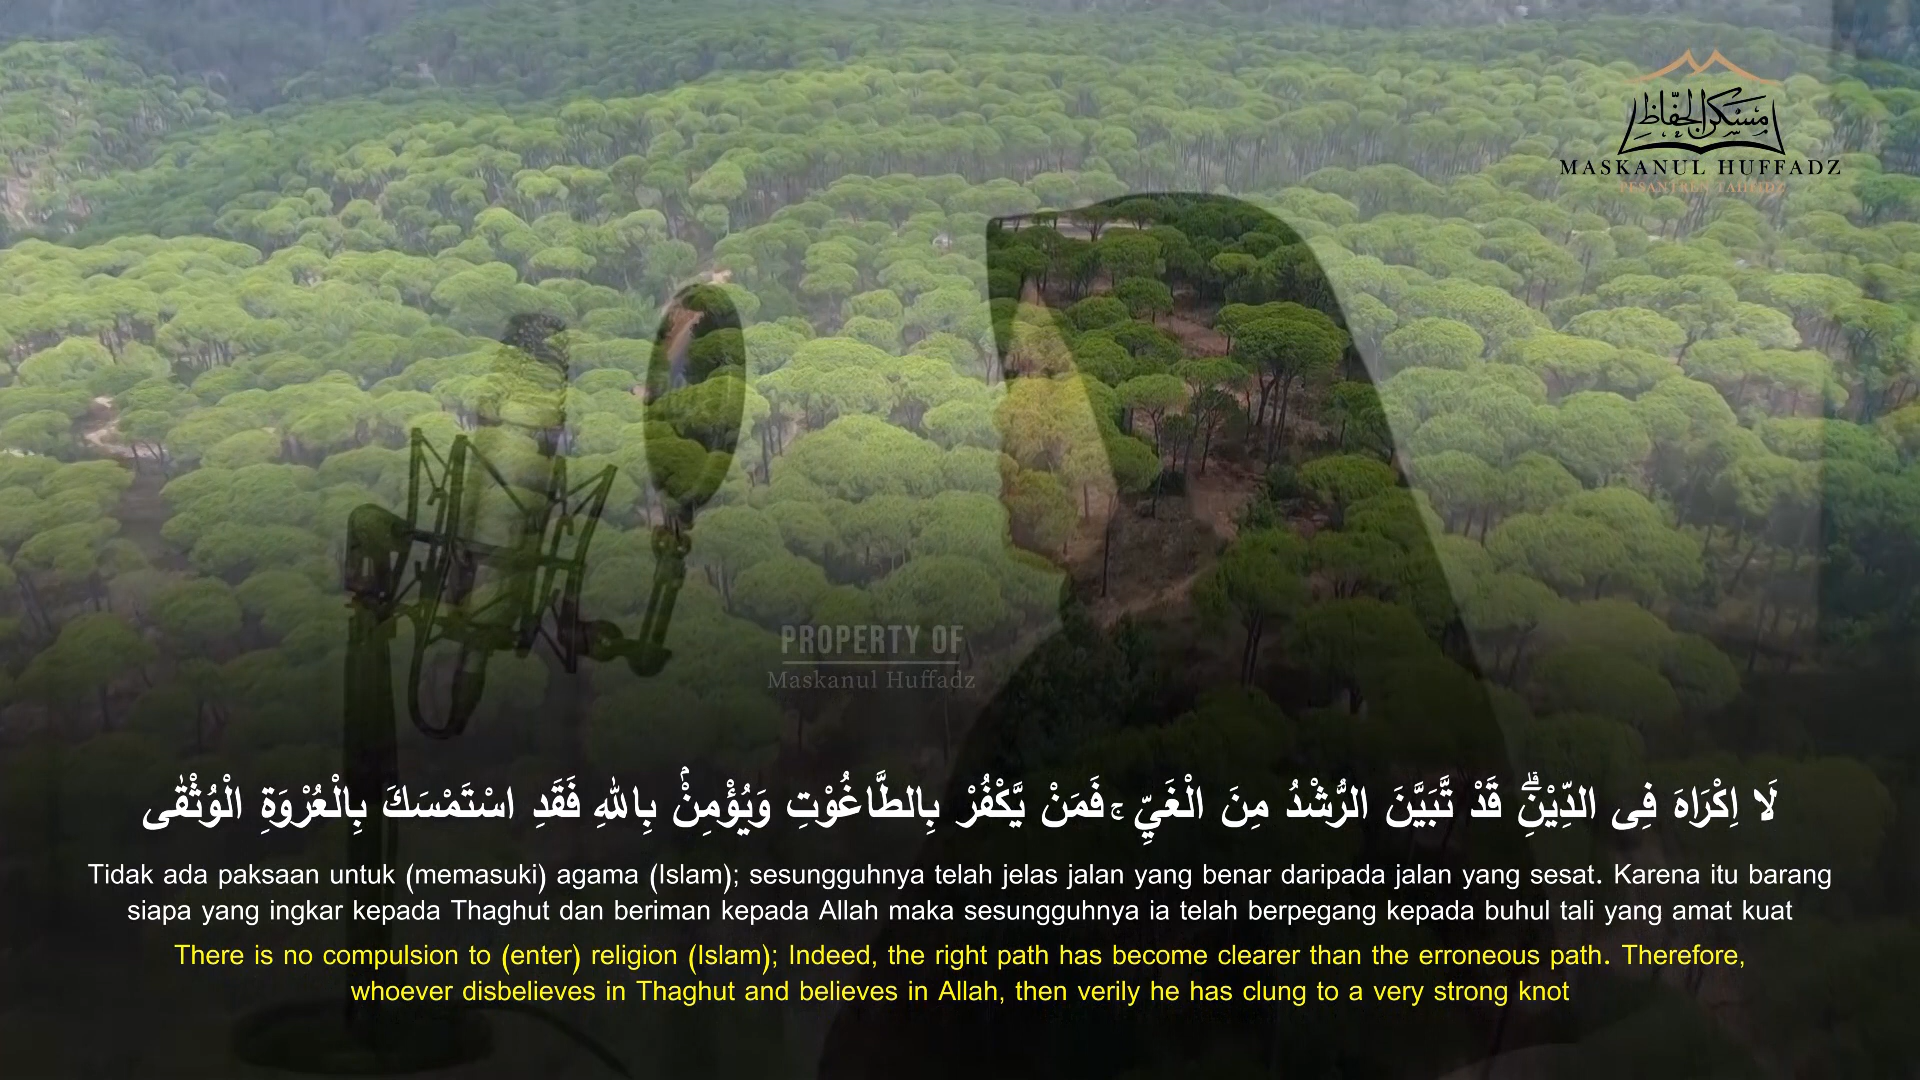 مسكن الحفاظ
MASKANUL HUFFADZ
PESANTREN TAHFIDZ
PROPERTY OF
Maskanul Huffadz
لَا اِكْرَاهَ فِى الدِّيْنِۗ قَدْ تَّبَيَّنَ الرُّشْدُ مِنَ الْغَيِّ ۚ فَمَنْ يَّكْفُرْ بِالطَّاغُوْتِ وَيُؤْمِنْۢ بِاللّٰهِ فَقَدِ اسْتَمْسَكَ بِالْعُرْوَةِ الْوُثْقٰى
Tidak ada paksaan untuk (memasuki) agama (Islam); sesungguhnya telah jelas jalan yang benar daripada jalan yang sesat. Karena itu barang
siapa yang ingkar kepada Thaghut dan beriman kepada Allah maka sesungguhnya ia telah berpegang kepada buhul tali yang amat kuat
There is no compulsion to (enter) religion (Islam); Indeed, the right path has become clearer than the erroneous path. Therefore,
whoever disbelieves in Thaghut and believes in Allah, then verily he has clung to a very strong knot